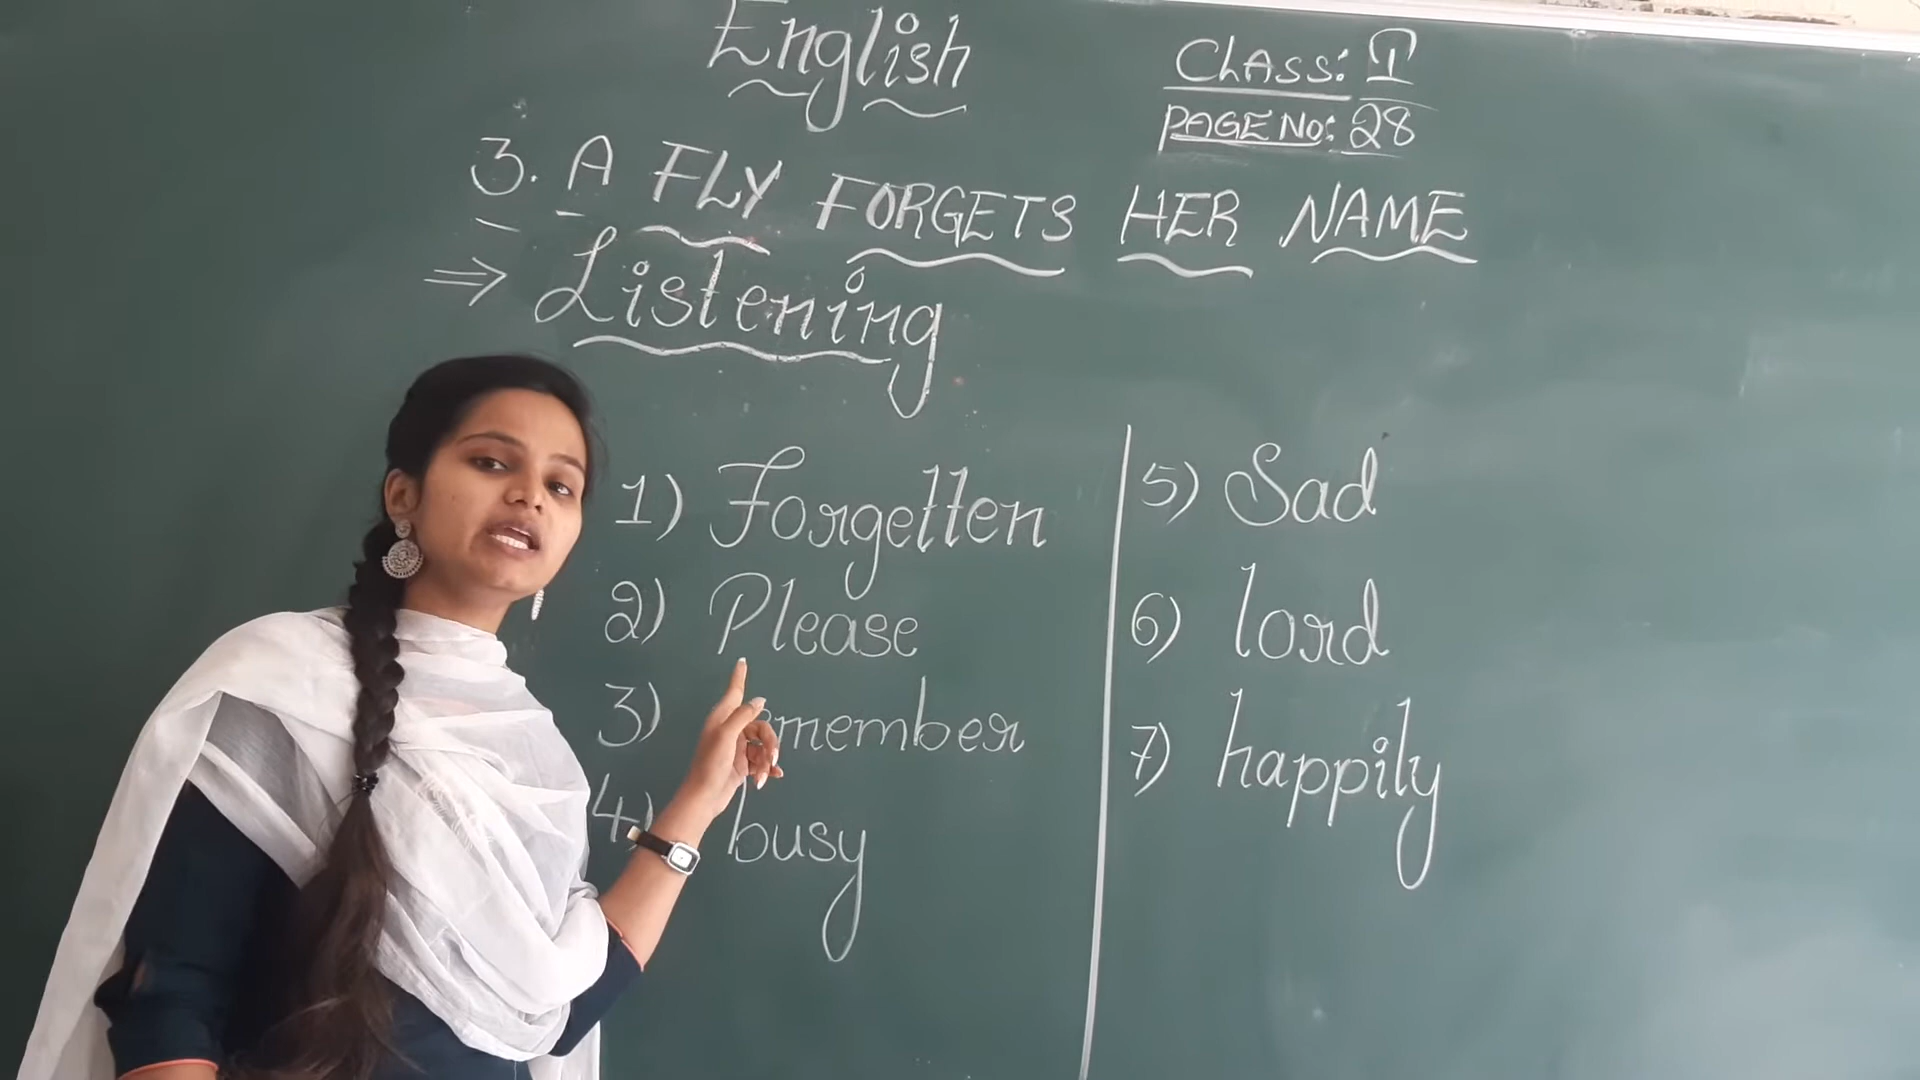 English
CLASS: I
PAGE NO: 28
3. A FLY FORGETS HER NAME
⇒ Listening
1) Forgetten
2) Please
3) emember
4) busy
5) Sad
6) lord
7) happily